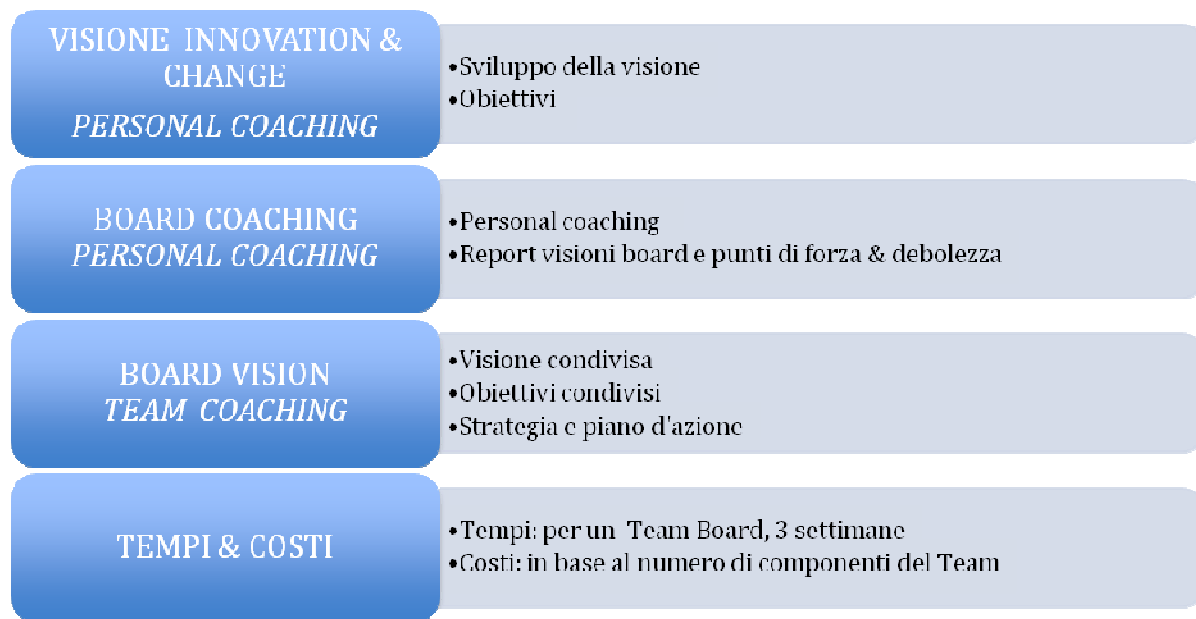 VISIONE INNOVATION &
CHANGE
PERSONAL COACHING
•Sviluppo della visione
•Obiettivi
BOARD COACHING
PERSONAL COACHING
•Personal coaching
•Report visioni board e punti di forza & debolezza
BOARD VISION
TEAM COACHING
•Visione condivisa
•Obiettivi condivisi
•Strategia e piano d'azione
TEMPI & COSTI
•Tempi: per un Team Board, 3 settimane
•Costi: in base al numero di componenti del Team